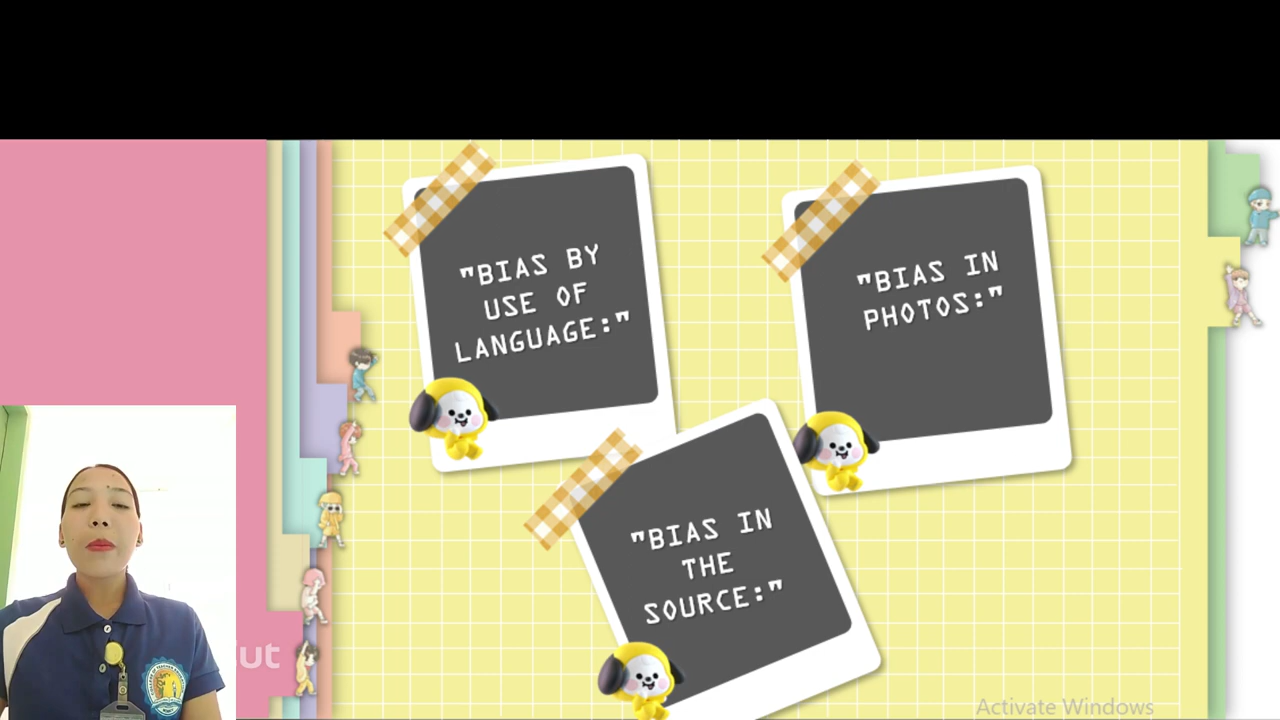 "BIAS BY
USE OF
LANGUAGE:"
"BIAS IN
PHOTOS:"
"BIAS IN
THE
SOURCE:"
Activate Windows